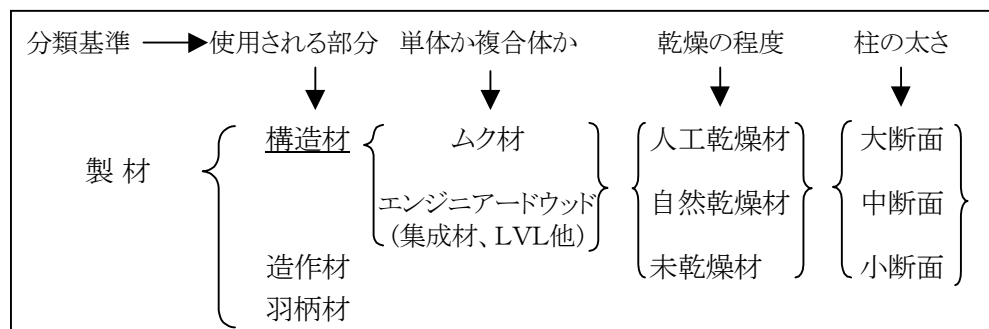 分類基準 使用される部分 単体か複合体か 乾燥の程度 柱の太さ
構造材 ムク材 人工乾燥材 大断面
製材
エンジニアードウッド 自然乾燥材 中断面
(集成材、LVL他)
造作材 未乾燥材 小断面
羽柄材